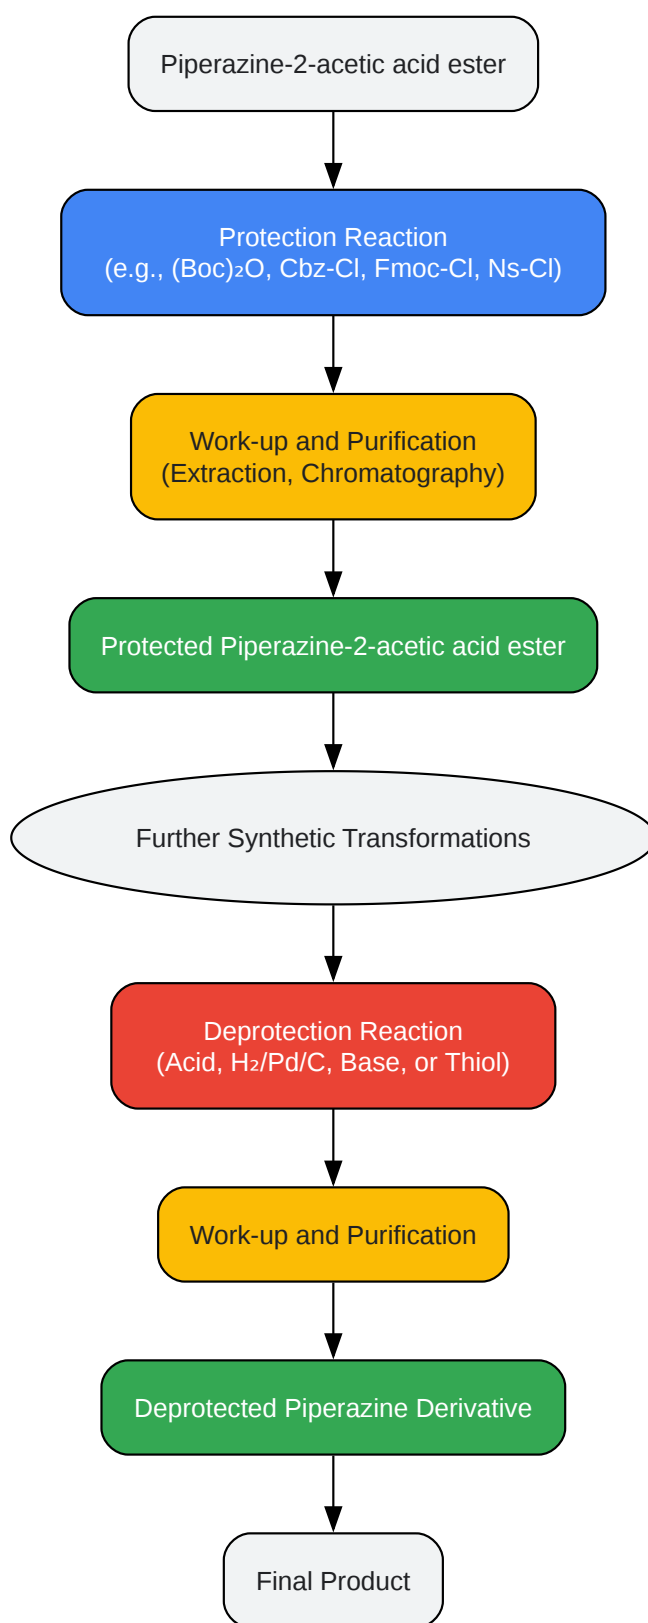 Piperazine-2-acetic acid ester
Protection Reaction
(e.g., (Boc)₂O, Cbz-Cl, Fmoc-Cl, Ns-Cl)
Work-up and Purification
(Extraction, Chromatography)
Protected Piperazine-2-acetic acid ester
Further Synthetic Transformations
Deprotection Reaction
(Acid, H₂/Pd/C, Base, or Thiol)
Work-up and Purification
Deprotected Piperazine Derivative
Final Product